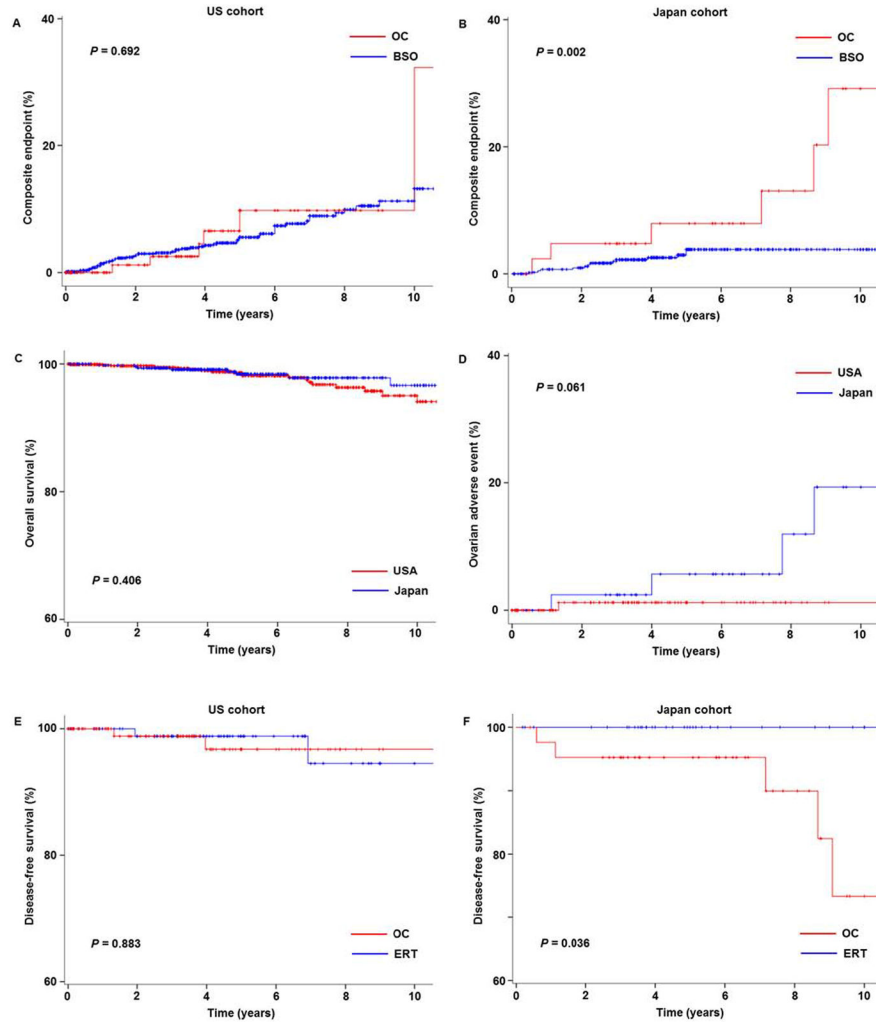 A
US cohort
P = 0.692
OC
BSO
40
20
0
Composite endpoint (%)
0 2 4 6 8 10
Time (years)
B
Japan cohort
P = 0.002
OC
BSO
40
20
0
Composite endpoint (%)
0 2 4 6 8 10
Time (years)
C
100
80
60
Overall survival (%)
P = 0.406
USA
Japan
0 2 4 6 8 10
Time (years)
D
P = 0.061
USA
Japan
40
20
0
Ovarian adverse event (%)
0 2 4 6 8 10
Time (years)
E
US cohort
100
80
60
Disease-free survival (%)
P = 0.883
OC
ERT
0 2 4 6 8 10
Time (years)
F
Japan cohort
100
80
60
Disease-free survival (%)
P = 0.036
OC
ERT
0 2 4 6 8 10
Time (years)